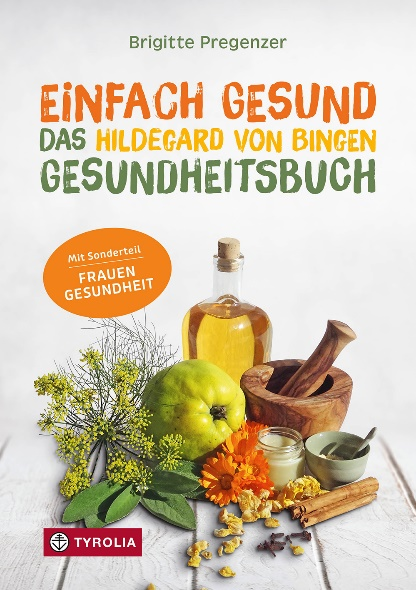 Brigitte Pregenzer
EINFACH GESUND
DAS HILDEGARD VON BINGEN
GESUNDHEITSBUCH
Mit Sonderteil
FRAUEN
GESUNDHEIT
TYROLIA